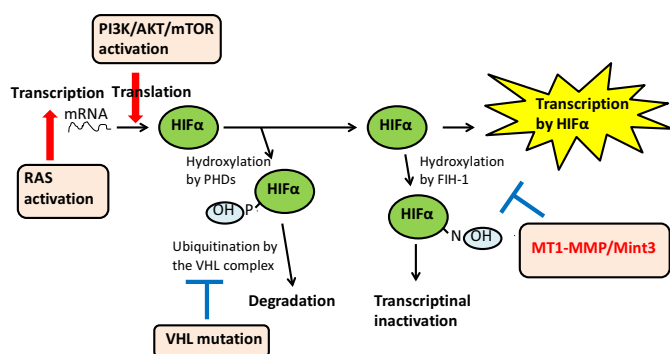 PI3K/AKT/mTOR
activation
Transcription
Translation
mRNA
HIFα
HIFα
Transcription
by HIFα
RAS
activation
Hydroxylation
by PHDs
HIFα
OH
P
Hydroxylation
by FIH-1
HIFα
N
OH
MT1-MMP/Mint3
Ubiquitination by
the VHL complex
Degradation
Transcriptinal
inactivation
VHL mutation